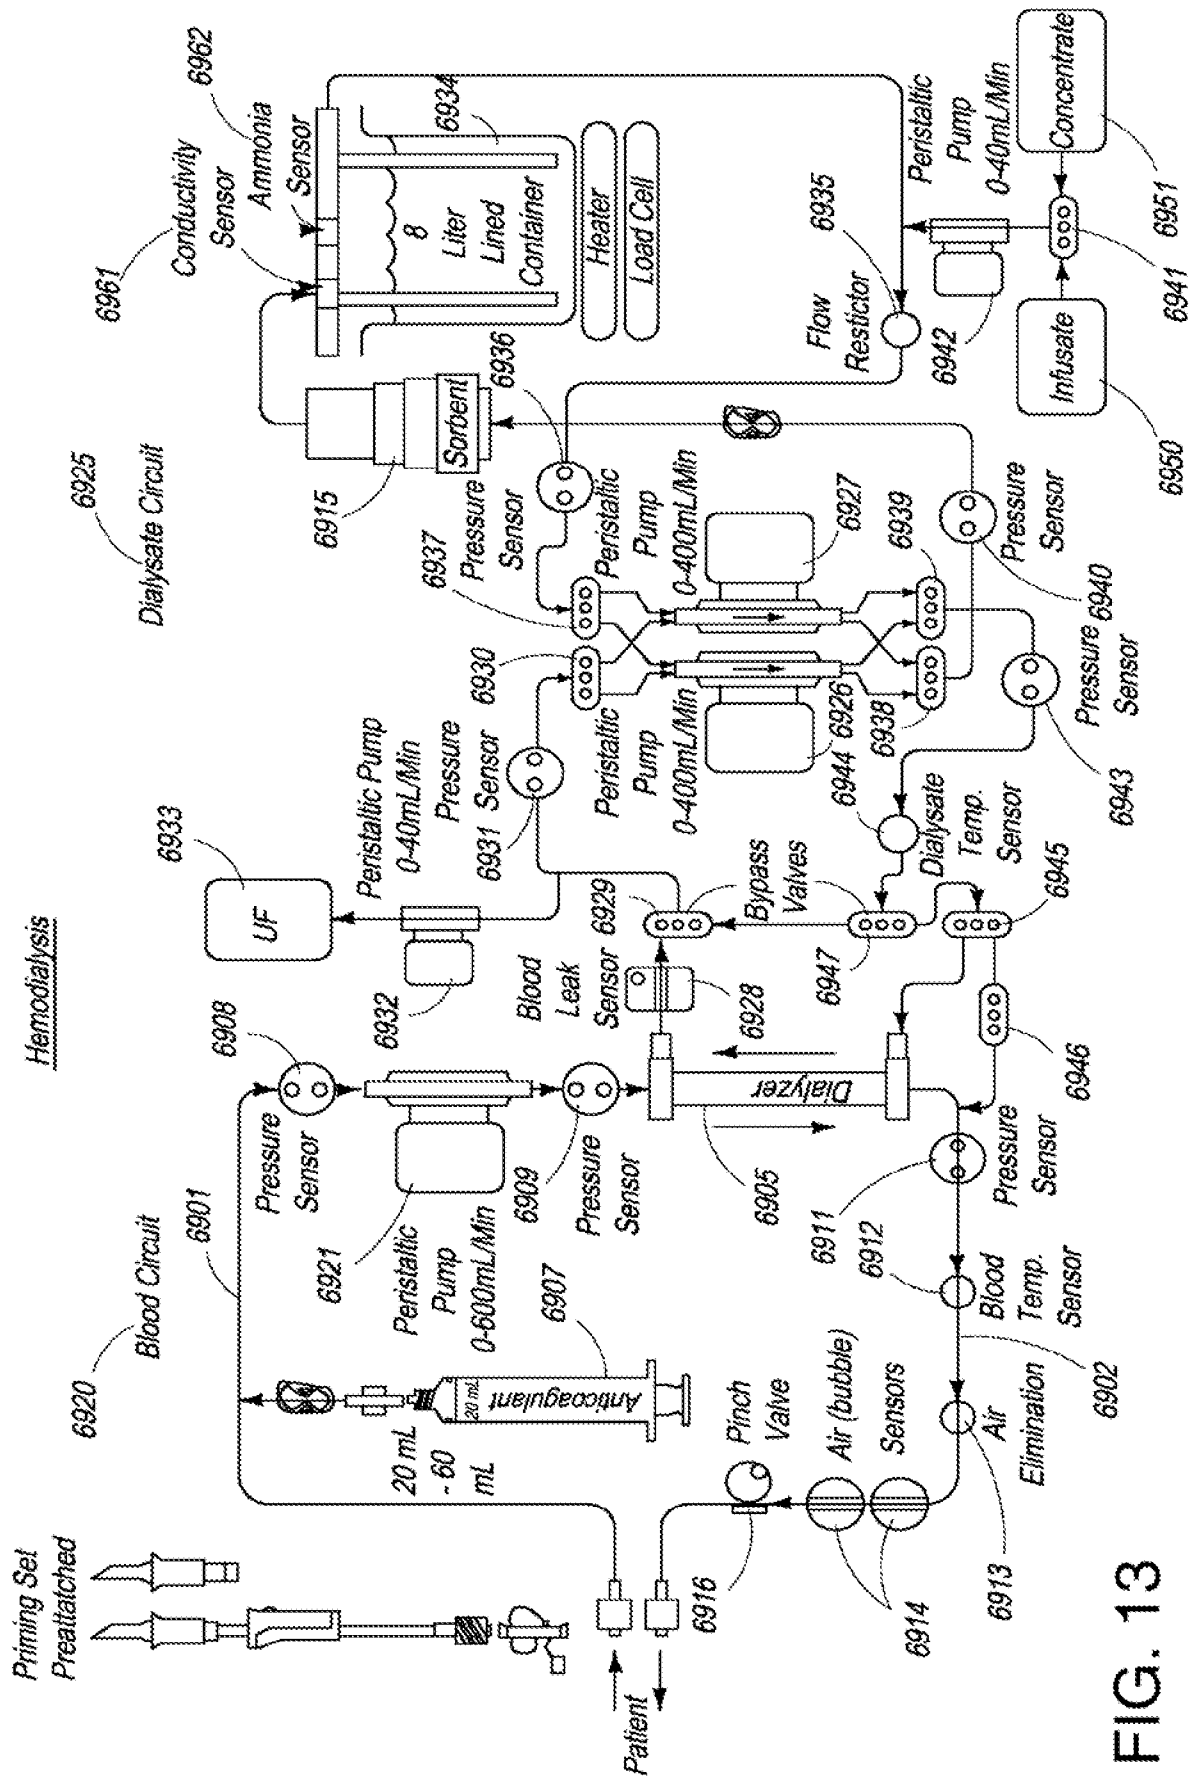 Hemodialysis
Priming Set
Preattatched
6920
Blood Circuit
6901
6925
Dialysate Circuit
6961
Conductivity
Sensor
6962
Ammonia
Sensor
6908
Pressure
Sensor
6933
UF
Peristaltic Pump
0-40mL/Min
6932
6915
Sorbent
6934
8
Liter
Lined
Container
Heater
Load Cell
6921
Peristaltic
Pump
0-600mL/Min
6931
Pressure
Sensor
6930
6937
Pressure
Sensor
6936
20 mL
- 60
mL
20 mL
Anticoagulant
6907
6909
Pressure
Sensor
Blood
Leak
Sensor
6928
6929
Bypass
Valves
6947
Peristaltic
Pump
0-400mL/Min
6926
Peristaltic
Pump
0-400mL/Min
6927
6938
6939
Patient
6916
Pinch
Valve
Air (bubble)
Sensors
6914
6905
Dialyzer
6944
Dialysate
Temp.
Sensor
6945
6946
6943
Pressure
Sensor
6940
Pressure
Sensor
Flow
Restictor
6935
Peristaltic
Pump
0-40mL/Min
6942
6913
Air
Elimination
6902
6912
Blood
Temp.
Sensor
6911
Pressure
Sensor
Infusate
6950
6941
Concentrate
6951
FIG. 13